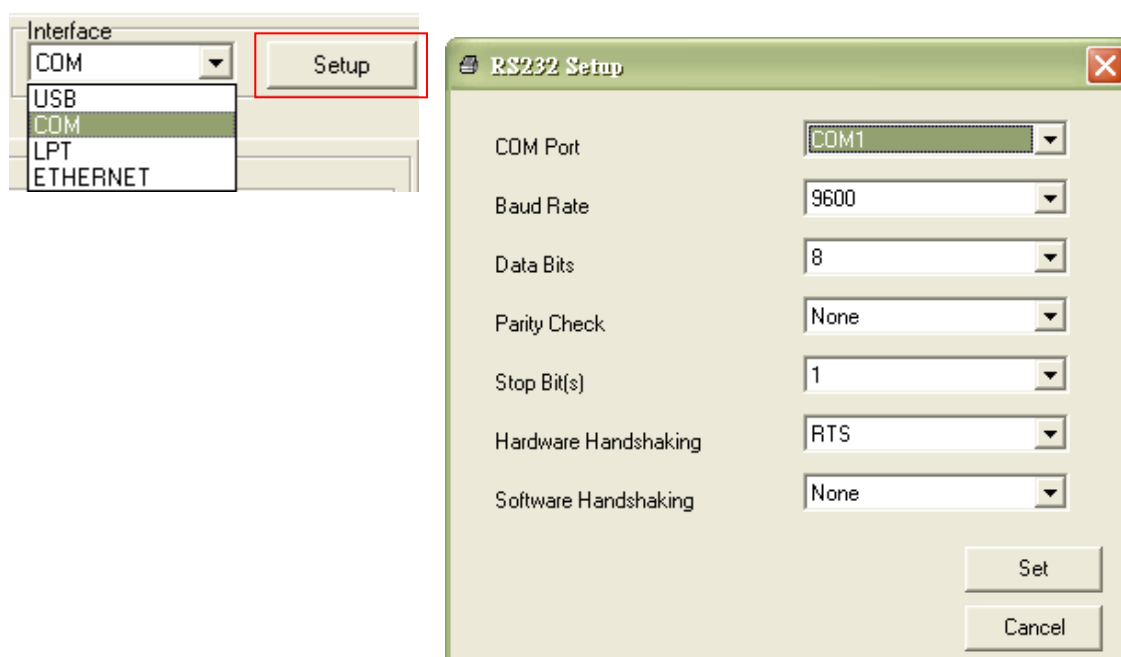 Interface
COM
Setup
USB
COM
LPT
ETHERNET
RS232 Setup
COM Port
COM1
Baud Rate
9600
Data Bits
8
Parity Check
None
Stop Bit(s)
1
Hardware Handshaking
RTS
Software Handshaking
None
Set
Cancel